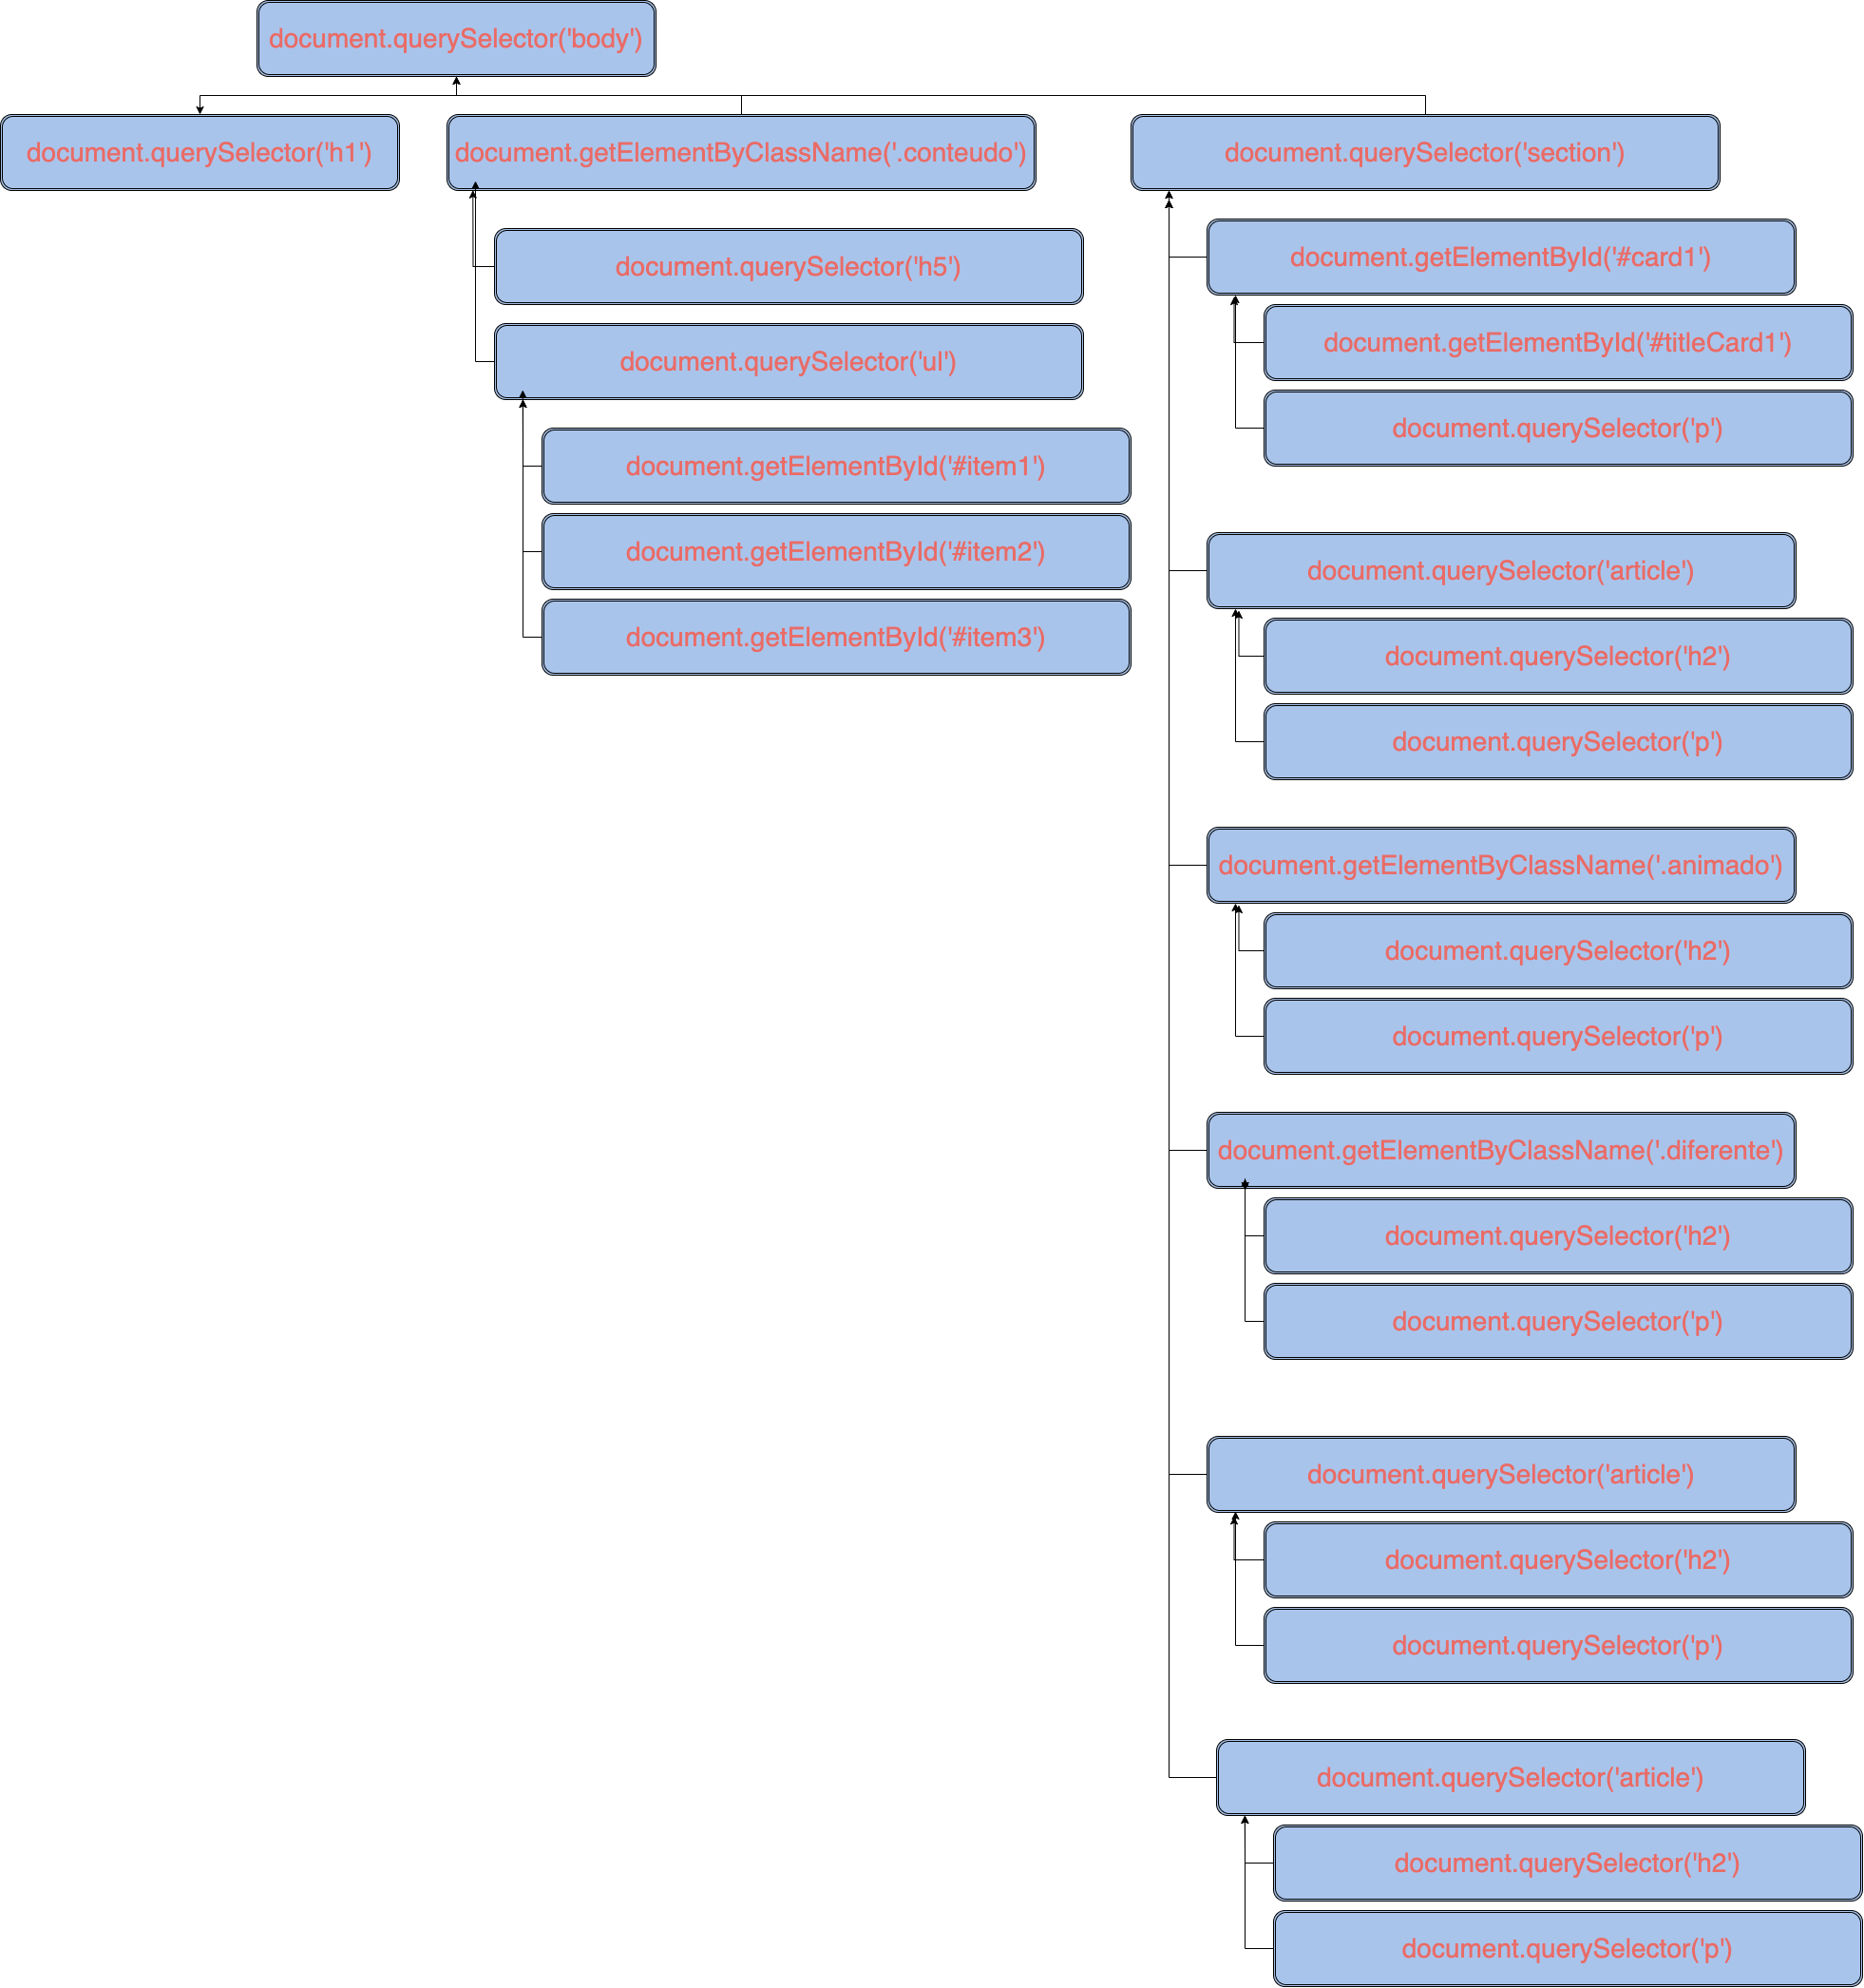 document.querySelector('body')
document.querySelector('h1')
document.getElementByClassName('.conteudo')
document.querySelector('section')
document.querySelector('h5')
document.querySelector('ul')
document.getElementById('#item1')
document.getElementById('#item2')
document.getElementById('#item3')
document.getElementById('#card1')
document.getElementById('#titleCard1')
document.querySelector('p')
document.querySelector('article')
document.querySelector('h2')
document.querySelector('p')
document.getElementByClassName('.animado')
document.querySelector('h2')
document.querySelector('p')
document.getElementByClassName('.diferente')
document.querySelector('h2')
document.querySelector('p')
document.querySelector('article')
document.querySelector('h2')
document.querySelector('p')
document.querySelector('article')
document.querySelector('h2')
document.querySelector('p')